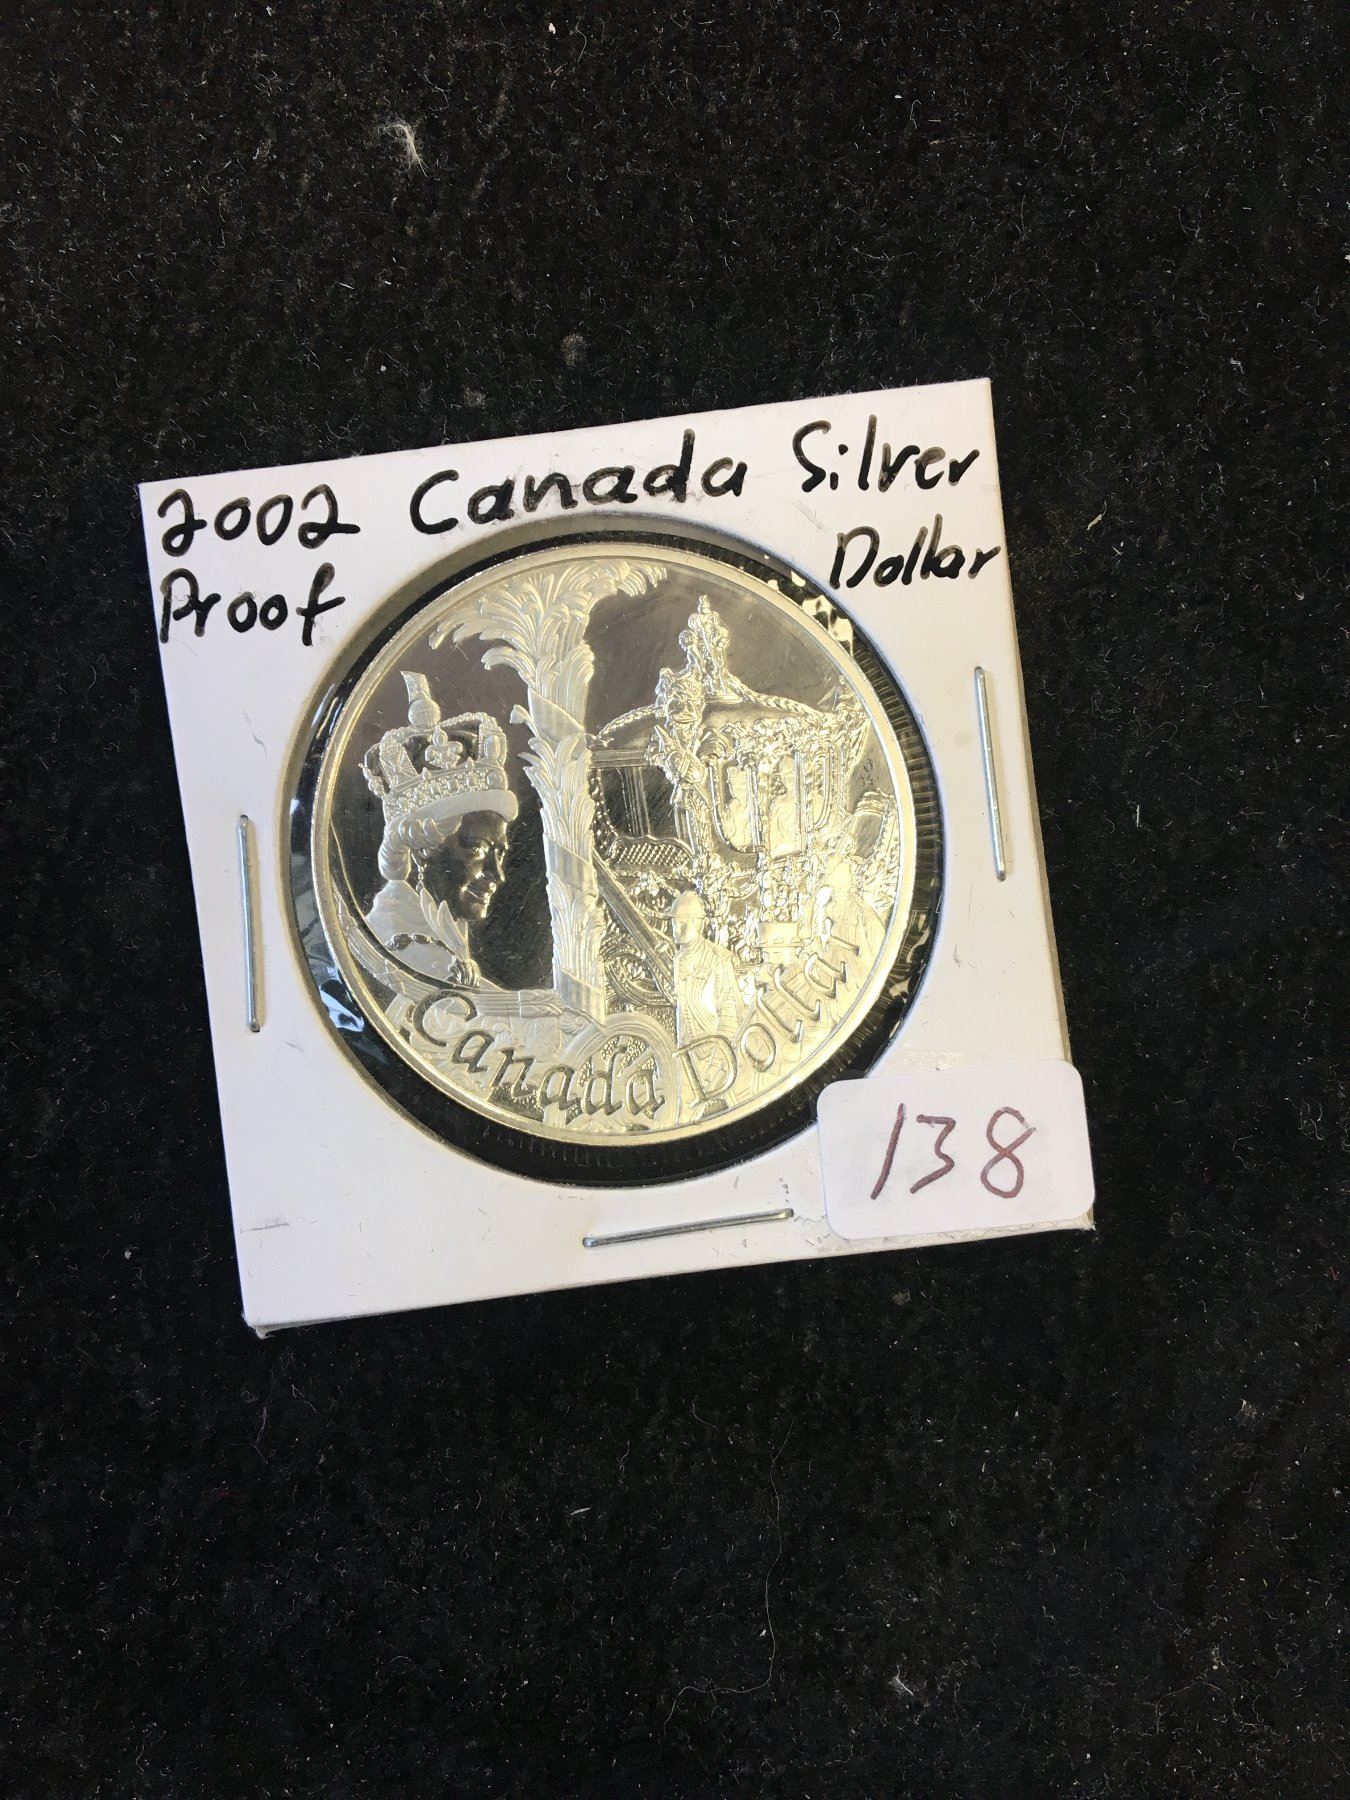 2002 Canada Silver
Proof Dollar
Canada Dollar
138